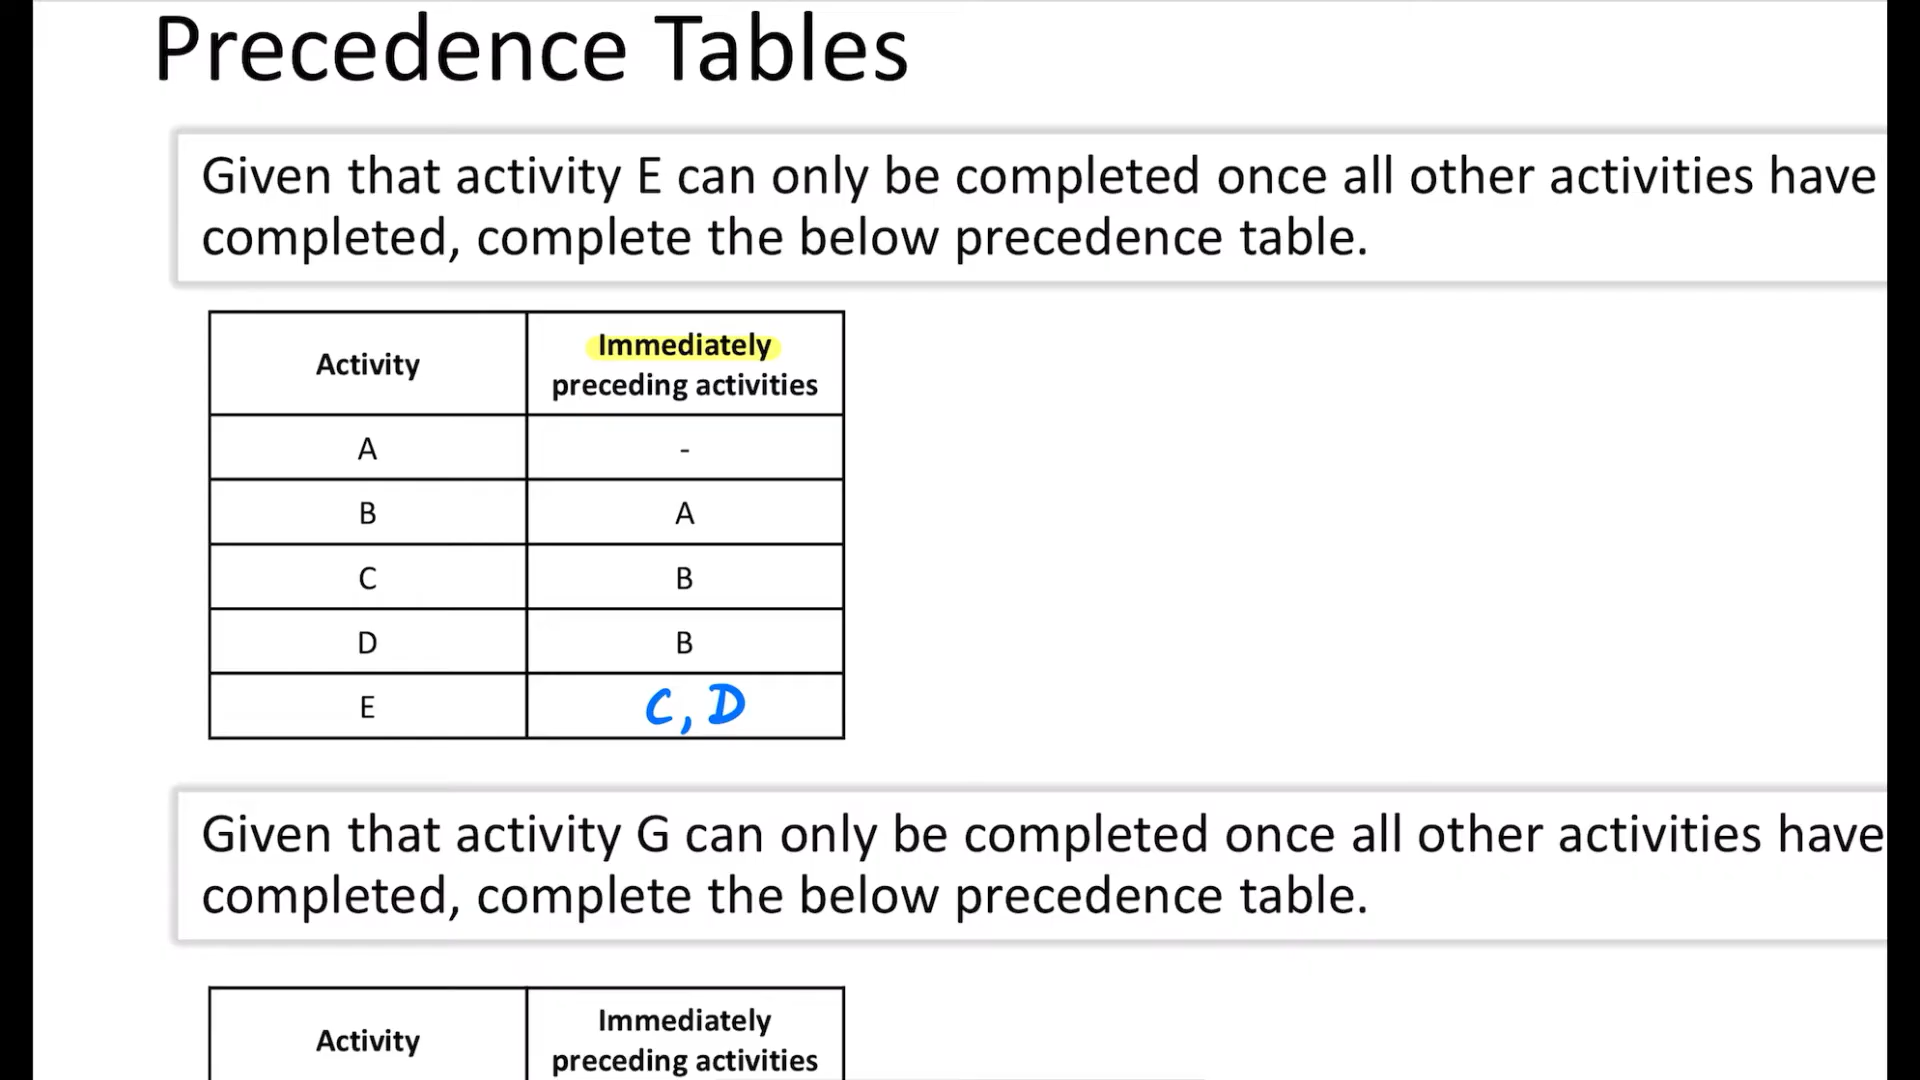 Precedence Tables
Given that activity E can only be completed once all other activities have
completed, complete the below precedence table.
Activity
Immediately
preceding activities
A
-
B
A
C
B
D
B
E
C, D
Given that activity G can only be completed once all other activities have
completed, complete the below precedence table.
Activity
Immediately
preceding activities